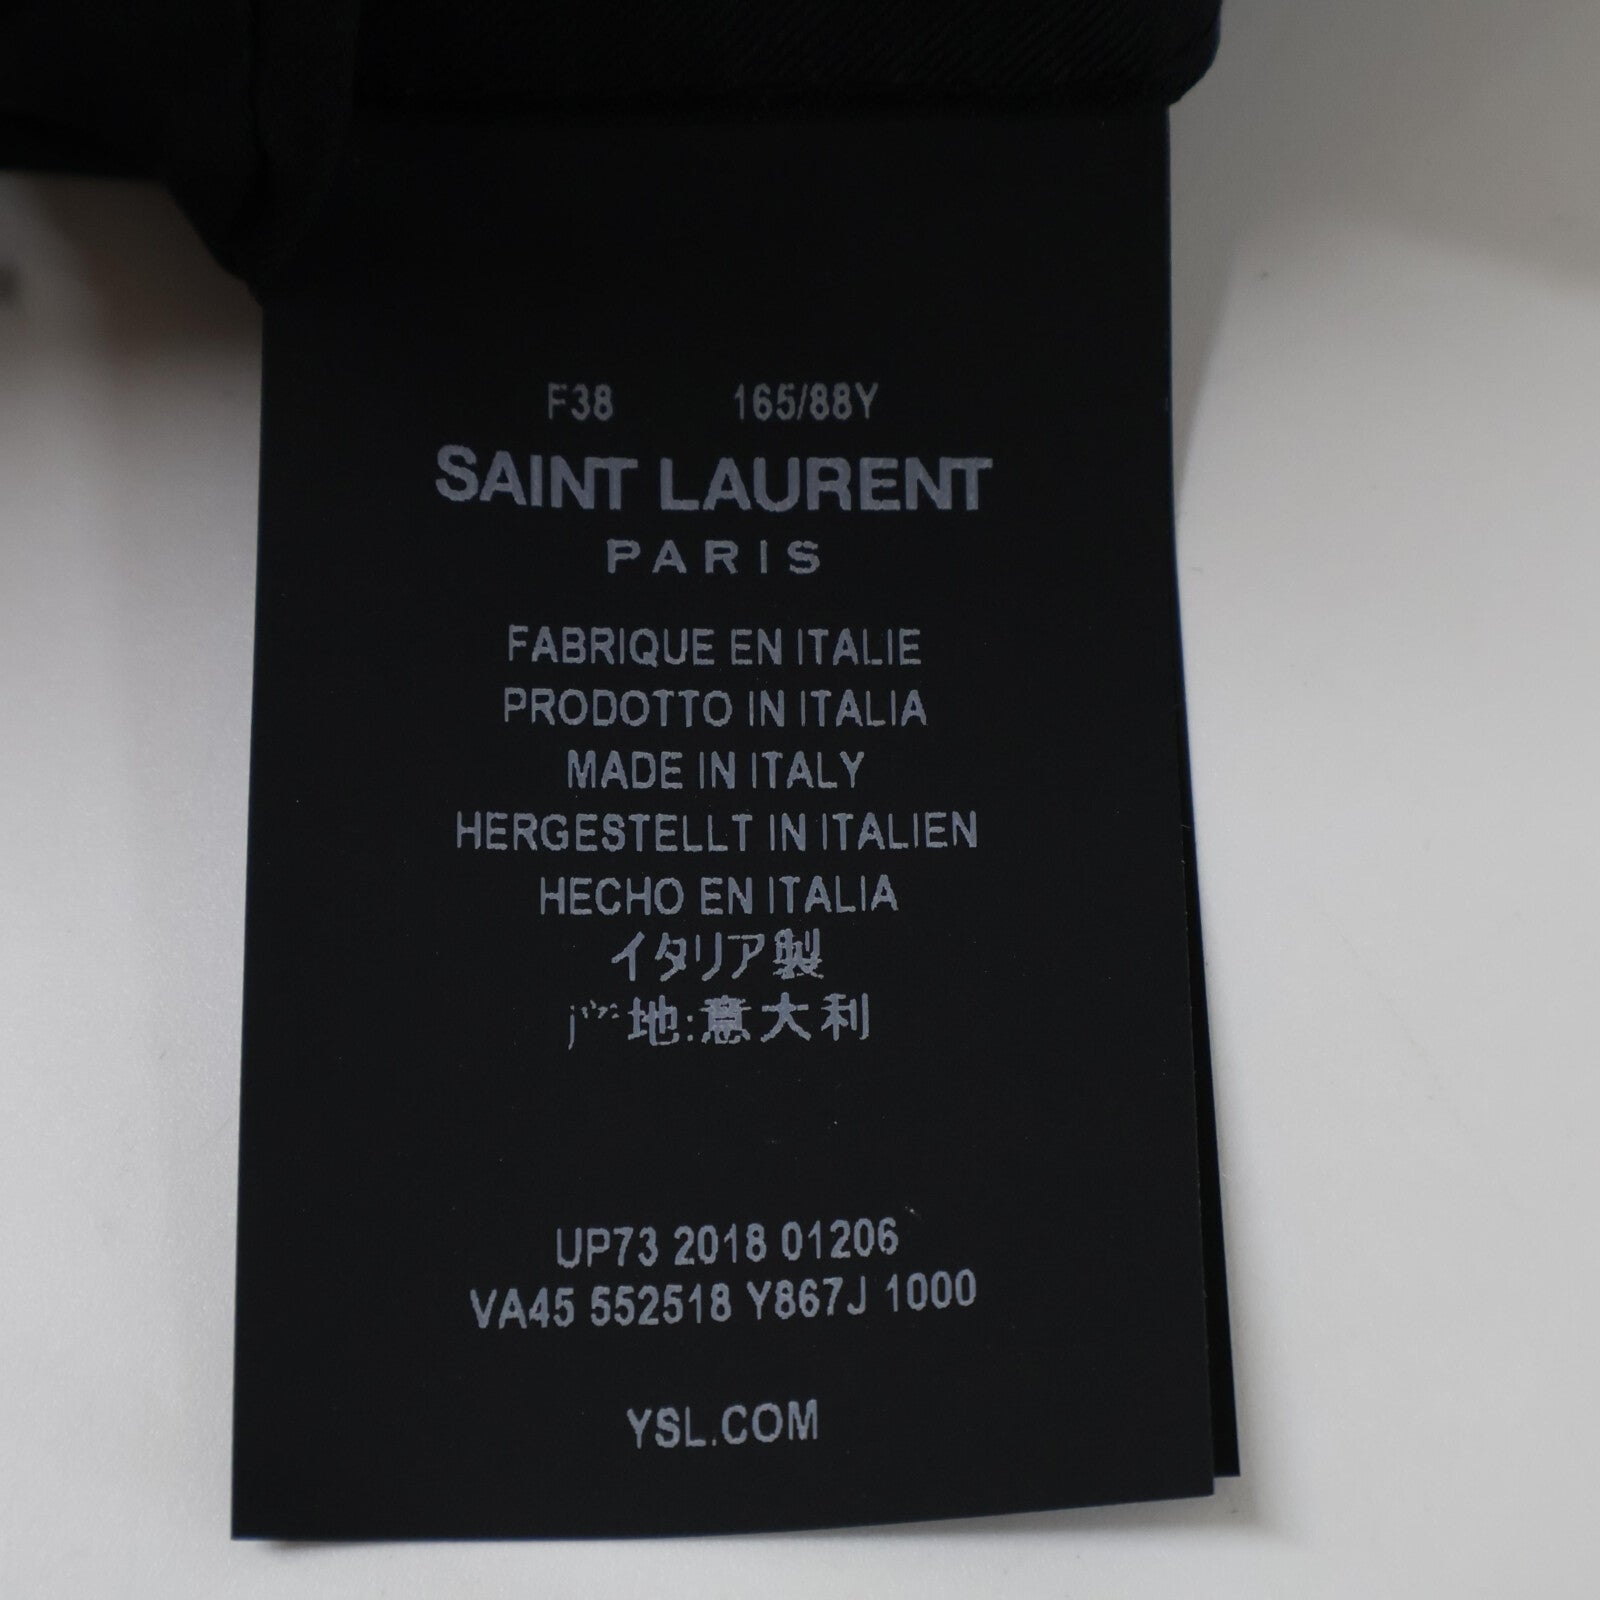 F38 165/88Y
SAINT LAURENT
PARIS
FABRIQUE EN ITALIE
PRODOTTO IN ITALIA
MADE IN ITALY
HERGESTELLT IN ITALIEN
HECHO EN ITALIA
イタリア製
地:意大利
UP73 2018 01206
VA45 552518 Y867J 1000
YSL.COM